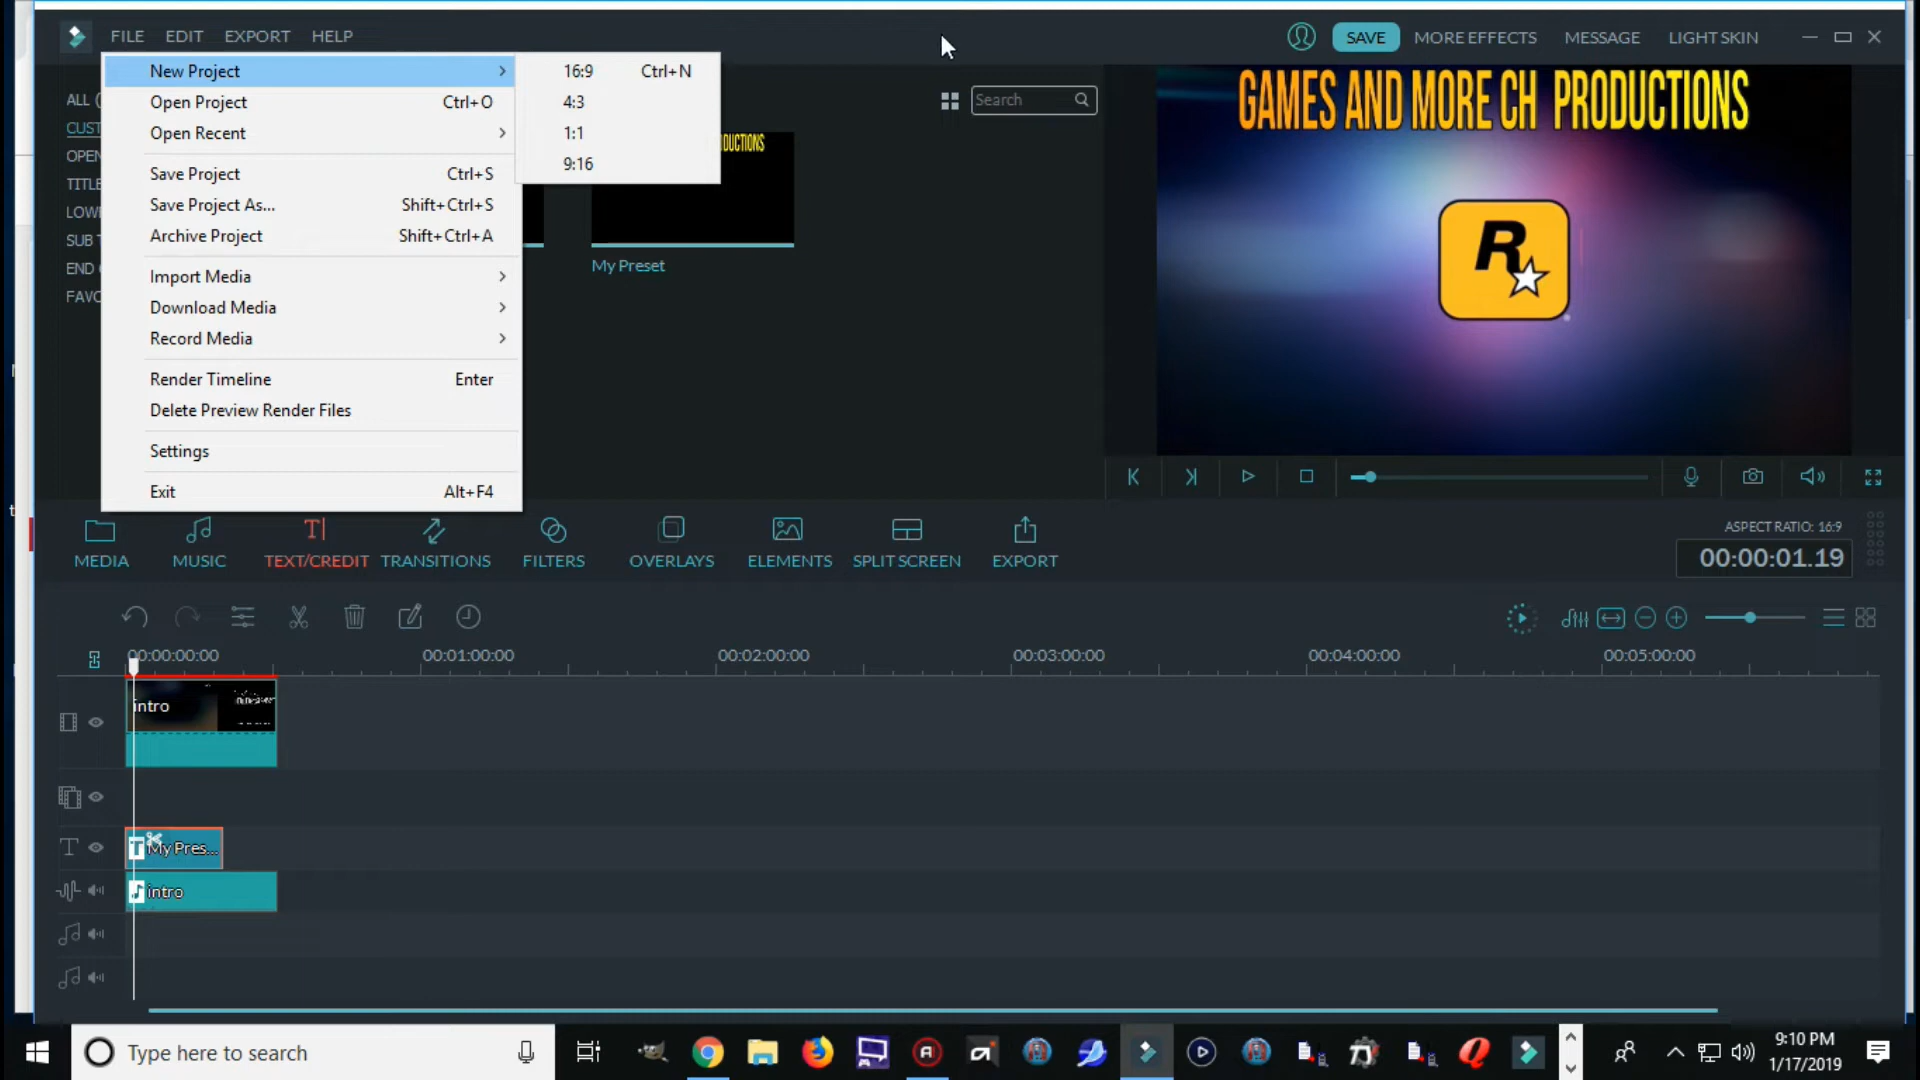 FILE EDIT EXPORT HELP
SAVE MORE EFFECTS MESSAGE LIGHT SKIN
New Project
16:9 Ctrl+N
Open Project Ctrl+O
4:3
Open Recent
1:1
9:16
Save Project Ctrl+S
Save Project As... Shift+Ctrl+S
Archive Project Shift+Ctrl+A
Import Media
Download Media
Record Media
Render Timeline Enter
Delete Preview Render Files
Settings
Exit Alt+F4
ALL (
CUST
OPEN
TITLE
LOWE
SUB T
END
FAVO
Search
My Preset
GAMES AND MORE CH PRODUCTIONS
R
MEDIA MUSIC TEXT/CREDIT TRANSITIONS FILTERS OVERLAYS ELEMENTS SPLIT SCREEN EXPORT
ASPECT RATIO: 16:9
00:00:01.19
00:00:00:00 00:01:00:00 00:02:00:00 00:03:00:00 00:04:00:00 00:05:00:00
intro
My Pres...
intro
Type here to search
9:10 PM
1/17/2019